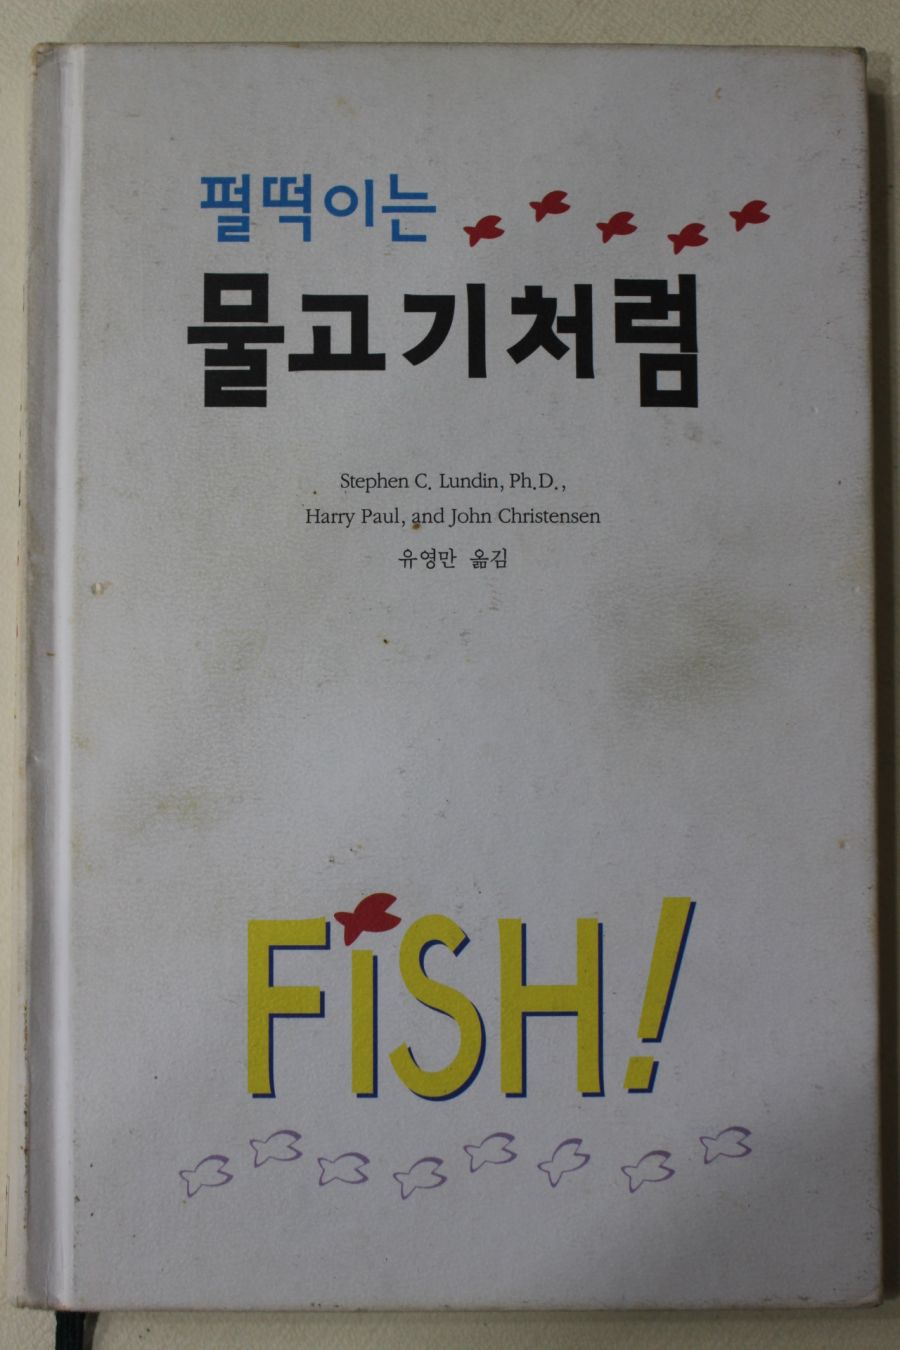 펄떡이는
물고기처럼
Stephen C. Lundin, Ph.D.,
Harry Paul, and John Christensen
유영만 옮김
FiSH!